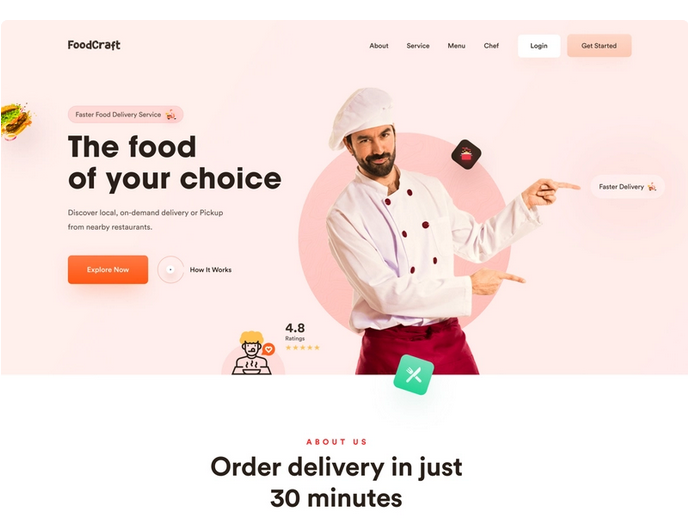 FoodCraft
About
Service
Menu
Chef
Login
Get Started
Faster Food Delivery Service
The food
of your choice
Discover local, on-demand delivery or Pickup
from nearby restaurants.
Explore Now
How It Works
Faster Delivery
4.8
Ratings
ABOUT US
Order delivery in just
30 minutes